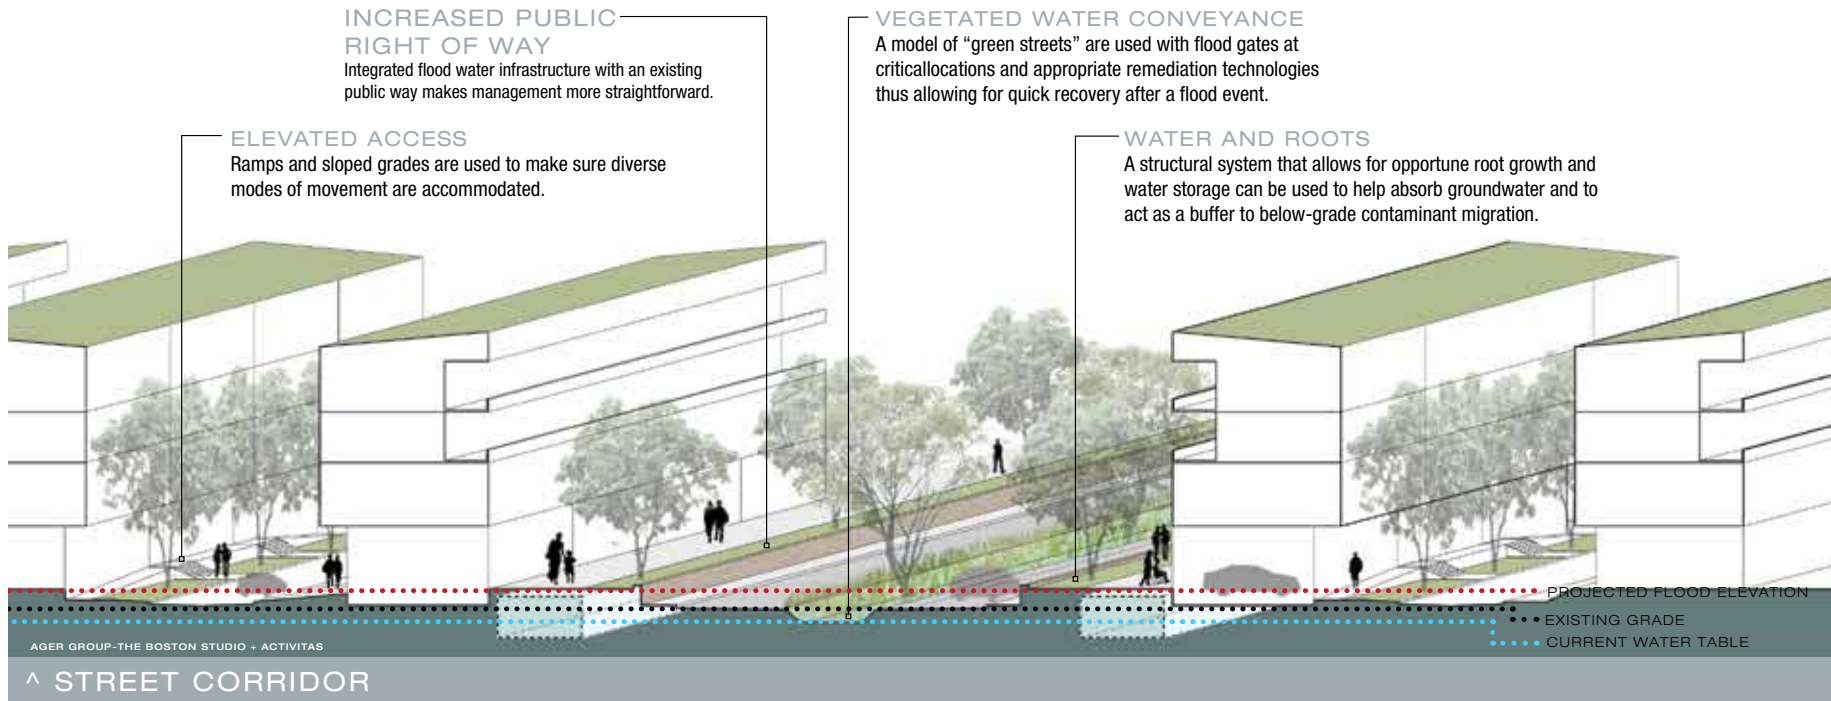 INCREASED PUBLIC
RIGHT OF WAY
Integrated flood water infrastructure with an existing
public way makes management more straightforward.
VEGETATED WATER CONVEYANCE
A model of “green streets” are used with flood gates at
criticallocations and appropriate remediation technologies
thus allowing for quick recovery after a flood event.
ELEVATED ACCESS
Ramps and sloped grades are used to make sure diverse
modes of movement are accommodated.
WATER AND ROOTS
A structural system that allows for opportune root growth and
water storage can be used to help absorb groundwater and to
act as a buffer to below-grade contaminant migration.
PROJECTED FLOOD ELEVATION
EXISTING GRADE
CURRENT WATER TABLE
AGER GROUP-THE BOSTON STUDIO + ACTIVITAS
^ STREET CORRIDOR